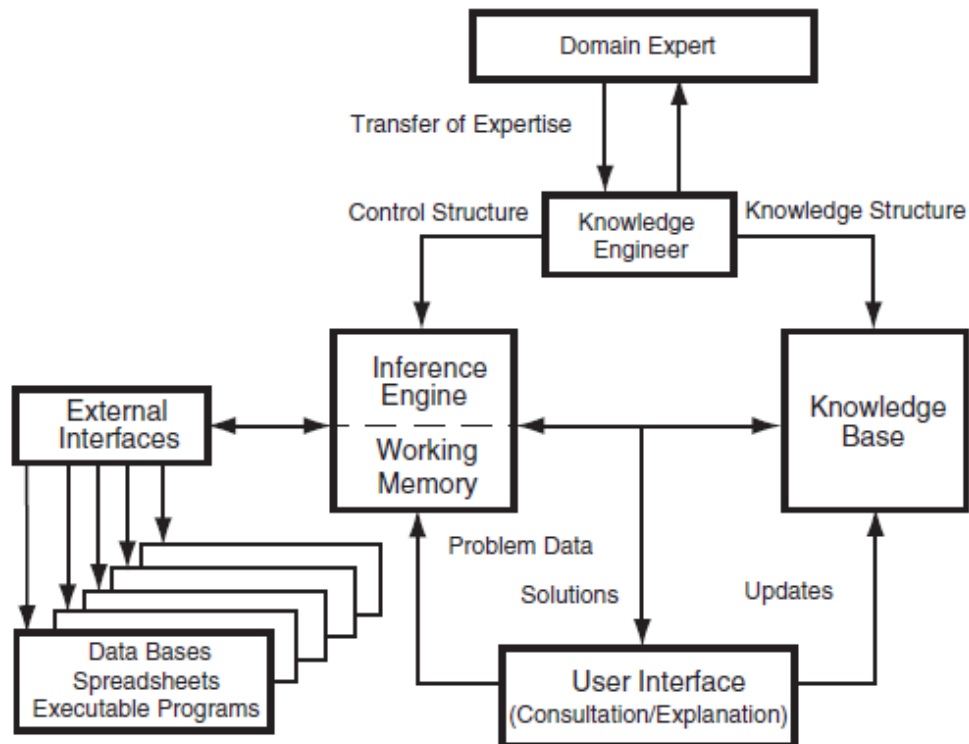 Domain Expert
Transfer of Expertise
Control Structure
Knowledge
Engineer
Knowledge Structure
Inference
Engine
Working
Memory
External
Interfaces
Knowledge
Base
Problem Data
Solutions
Updates
Data Bases
Spreadsheets
Executable Programs
User Interface
(Consultation/Explanation)